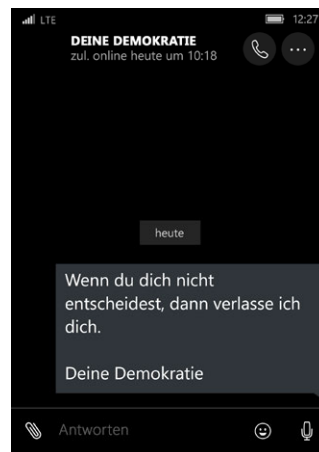 LTE 12:27
DEINE DEMOKRATIE
zul. online heute um 10:18
heute
Wenn du dich nicht
entscheidest, dann verlasse ich
dich.
Deine Demokratie
Antworten